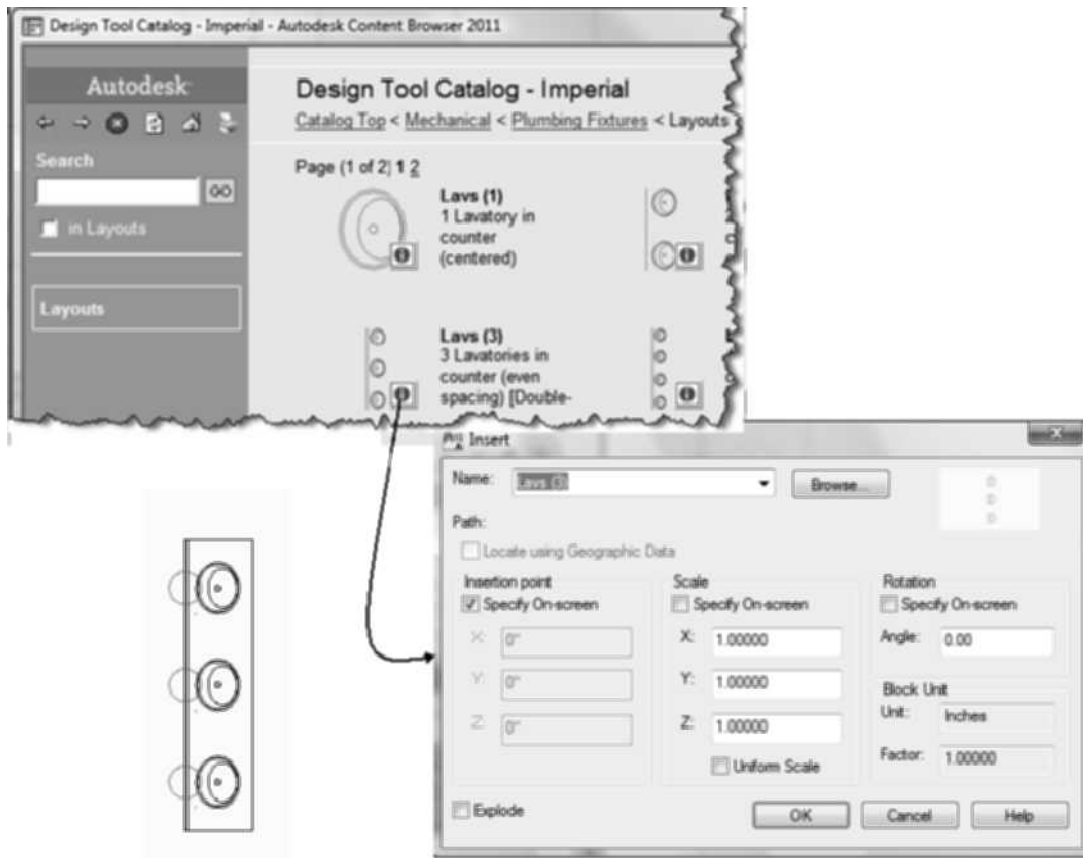 Design Tool Catalog - Imperial - Autodesk Content Browser 2011
Autodesk
Search
GO
in Layouts
Layouts
Design Tool Catalog - Imperial
Catalog Top < Mechanical < Plumbing Fixtures < Layouts
Page (1 of 2) 1 2
Lavs (1)
1 Lavatory in
counter
(centered)
Lavs (3)
3 Lavatories in
counter (even
spacing) [Double-
Insert
Name:
Lavs (3)
Browse...
Path:
Locate using Geographic Data
Insertion point
Specify On-screen
X: 0"
Y: 0"
Z: 0"
Scale
Specify On-screen
X: 1.00000
Y: 1.00000
Z: 1.00000
Uniform Scale
Rotation
Specify On-screen
Angle: 0.00
Block Unit
Unit: Inches
Factor: 1.00000
Explode
OK
Cancel
Help